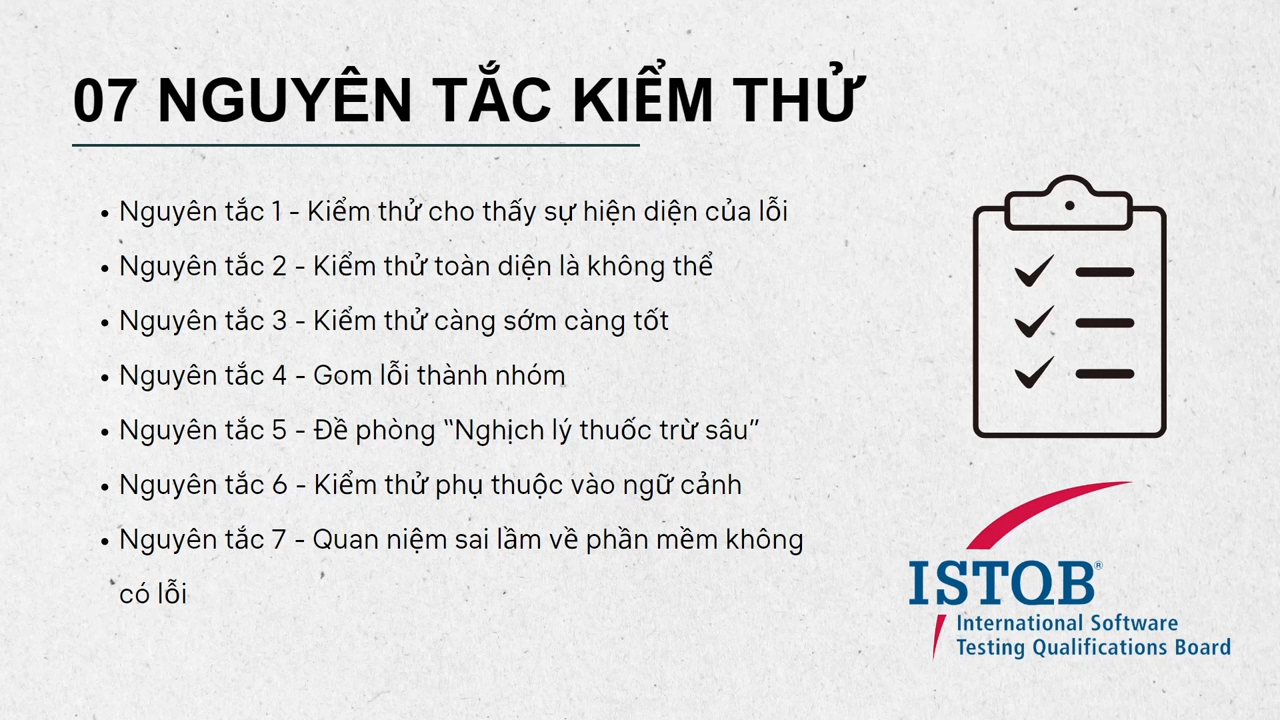 07 NGUYÊN TẮC KIỂM THỬ
• Nguyên tắc 1 - Kiểm thử cho thấy sự hiện diện của lỗi
• Nguyên tắc 2 - Kiểm thử toàn diện là không thể
• Nguyên tắc 3 - Kiểm thử càng sớm càng tốt
• Nguyên tắc 4 - Gom lỗi thành nhóm
• Nguyên tắc 5 - Đề phòng “Nghịch lý thuốc trừ sâu”
• Nguyên tắc 6 - Kiểm thử phụ thuộc vào ngữ cảnh
• Nguyên tắc 7 - Quan niệm sai lầm về phần mềm không
có lỗi
ISTQB®
International Software
Testing Qualifications Board